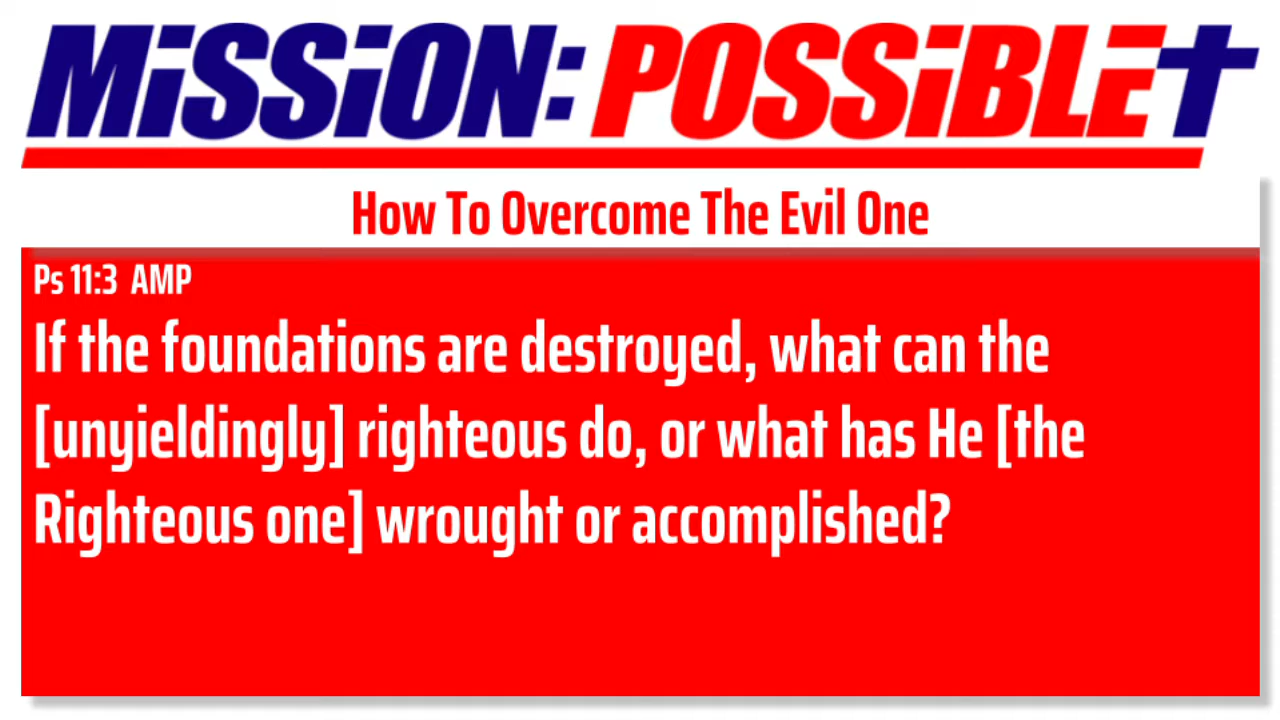 MiSSiON: POSSiBLE
How To Overcome The Evil One
Ps 11:3 AMP
If the foundations are destroyed, what can the
[unyieldingly] righteous do, or what has He [the
Righteous one] wrought or accomplished?